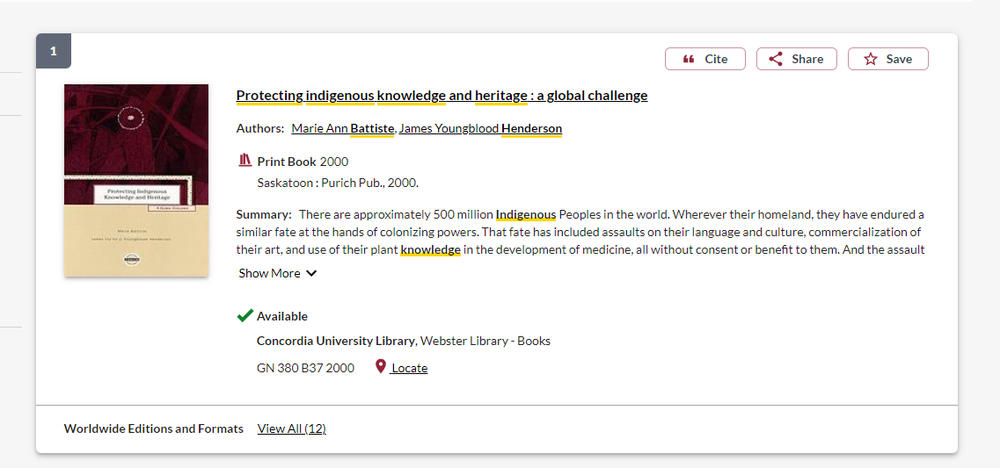 1
Cite
Share
Save
Protecting indigenous knowledge and heritage : a global challenge
Authors: Marie Ann Battiste, James Youngblood Henderson
Print Book 2000
Saskatoon : Purich Pub., 2000.
Summary: There are approximately 500 million Indigenous Peoples in the world. Wherever their homeland, they have endured a
similar fate at the hands of colonizing powers. That fate has included assaults on their language and culture, commercialization of
their art, and use of their plant knowledge in the development of medicine, all without consent or benefit to them. And the assault
Show More
Available
Concordia University Library, Webster Library - Books
GN 380 B37 2000
Locate
Protecting Indigenous
Knowledge and Heritage
A Global Challenge
Marie Battiste
Worldwide Editions and Formats View All (12)